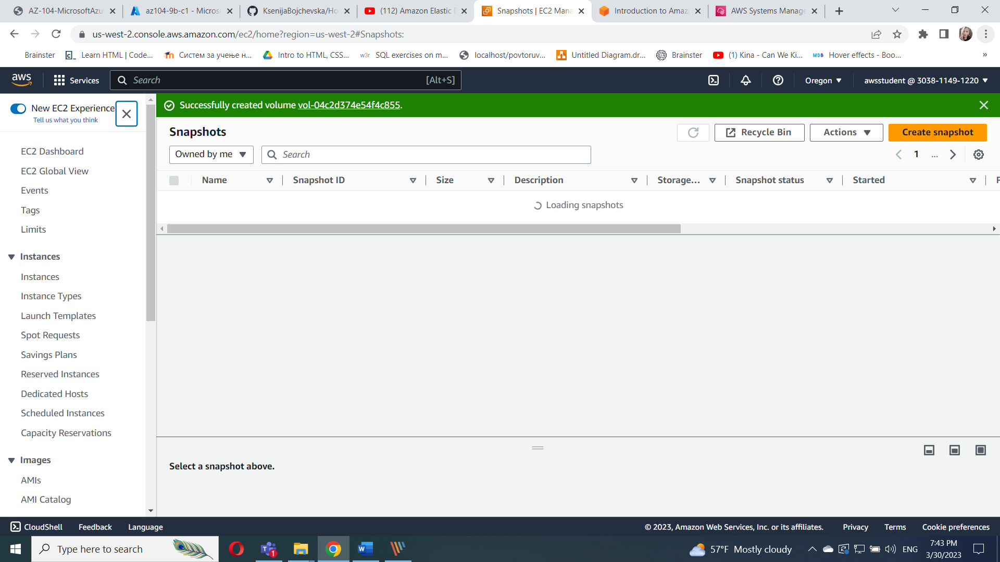 AZ-104-MicrosoftAzu
az104-9b-c1 - Micros
KsenijaBojchevska/Ho
(112) Amazon Elastic
Snapshots | EC2 Mana
Introduction to Amaz
AWS Systems Manage
us-west-2.console.aws.amazon.com/ec2/home?region=us-west-2#Snapshots:
Brainster
Learn HTML | Code...
Систем за учење н...
Intro to HTML, CSS...
w3r SQL exercises on m...
localhost/povtoruv...
Untitled Diagram.dr...
Brainster
(1) Kina - Can We Ki...
MDB Hover effects - Boo...
»
aws
Services
Search [Alt+S]
Oregon
awsstudent @ 3038-1149-1220
New EC2 Experience
Tell us what you think
EC2 Dashboard
EC2 Global View
Events
Tags
Limits
Instances
Instances
Instance Types
Launch Templates
Spot Requests
Savings Plans
Reserved Instances
Dedicated Hosts
Scheduled Instances
Capacity Reservations
Images
AMIs
AMI Catalog
Successfully created volume vol-04c2d374e54f4c855.
Snapshots
Recycle Bin
Actions
Create snapshot
Owned by me
Search
1 ...
Name
Snapshot ID
Size
Description
Storage...
Snapshot status
Started
Loading snapshots
Select a snapshot above.
CloudShell
Feedback
Language
© 2023, Amazon Web Services, Inc. or its affiliates.
Privacy
Terms
Cookie preferences
Type here to search
1
57°F Mostly cloudy
ENG
7:43 PM
3/30/2023